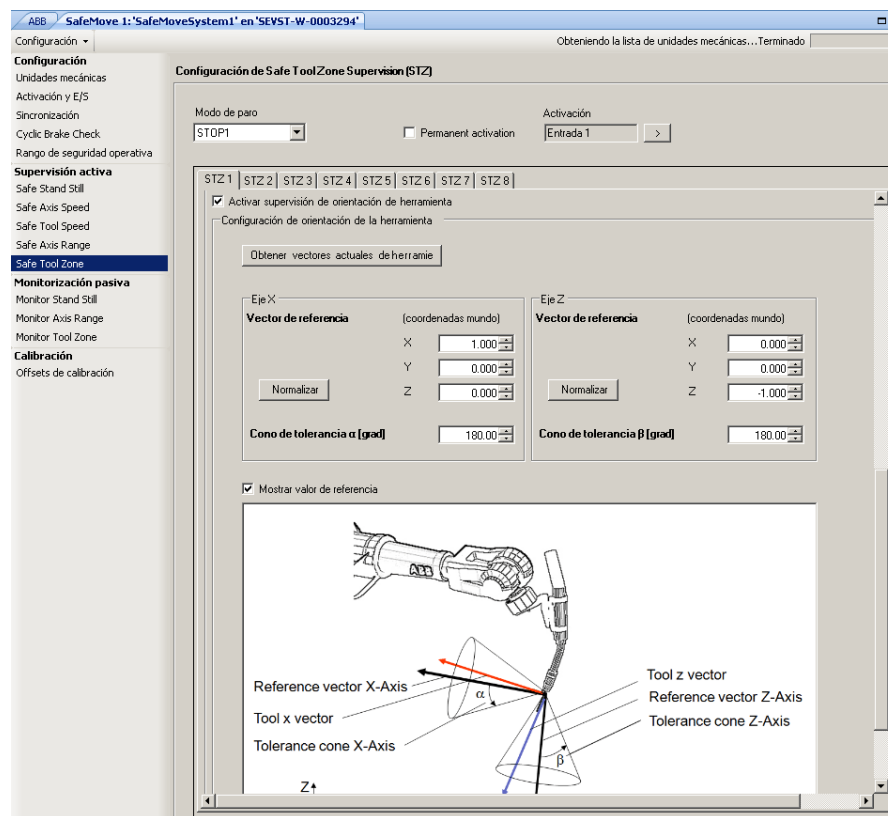 ABB SafeMove 1: 'SafeMoveSystem1' en 'SEVST-W-0003294'
Configuración Obteniendo la lista de unidades mecánicas...Terminado
Configuración
Unidades mecánicas
Activación y E/S
Sincronización
Cyclic Brake Check
Rango de seguridad operativa
Supervisión activa
Safe Stand Still
Safe Axis Speed
Safe Tool Speed
Safe Axis Range
Safe Tool Zone
Monitorización pasiva
Monitor Stand Still
Monitor Axis Range
Monitor Tool Zone
Calibración
Offsets de calibración
Configuración de Safe Tool Zone Supervision (STZ)
Modo de paro
STOP1
Permanent activation
Activación
Entrada 1 >
STZ 1 STZ 2 STZ 3 STZ 4 STZ 5 STZ 6 STZ 7 STZ 8
Activar supervisión de orientación de herramienta
Configuración de orientación de la herramienta
Obtener vectores actuales de herramie
Eje X
Vector de referencia (coordenadas mundo)
X 1.000
Y 0.000
Normalizar Z 0.000
Cono de tolerancia α [grad] 180.00
Eje Z
Vector de referencia (coordenadas mundo)
X 0.000
Y 0.000
Normalizar Z -1.000
Cono de tolerancia β [grad] 180.00
Mostrar valor de referencia
ABB
Reference vector X-Axis
α
Tool x vector
Tolerance cone X-Axis
Tool z vector
Reference vector Z-Axis
Tolerance cone Z-Axis
β
Z